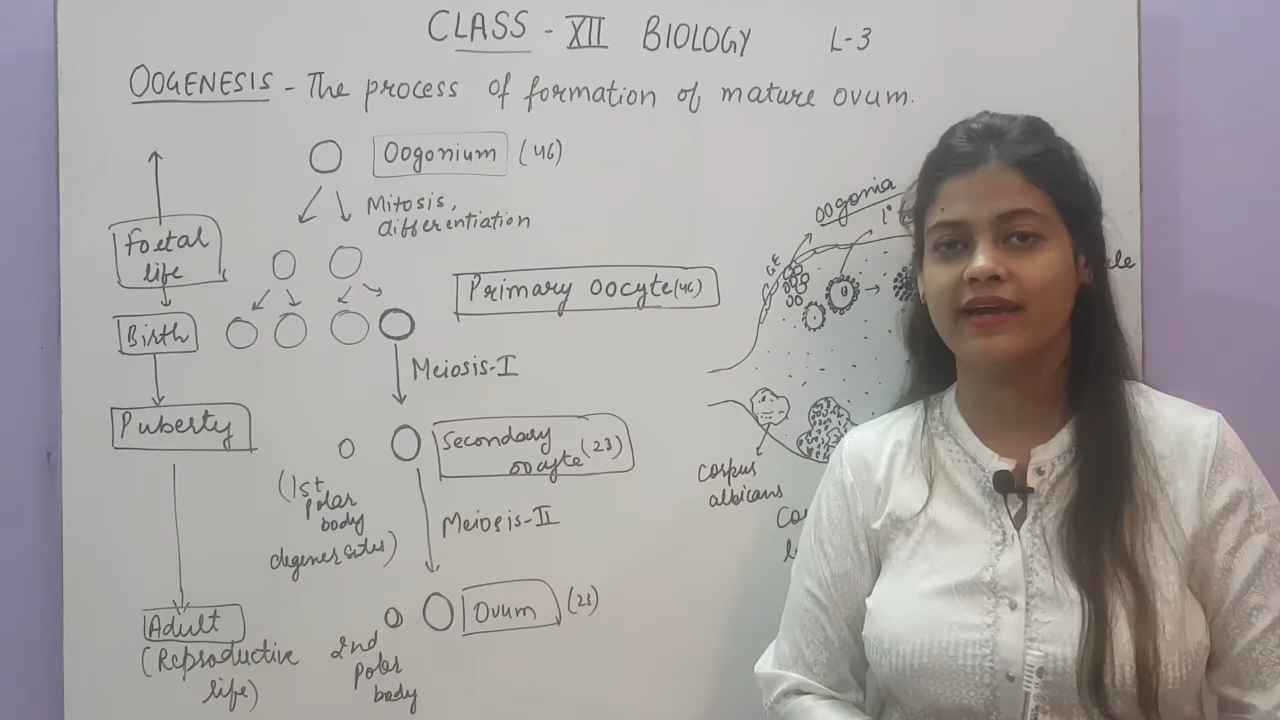 CLASS - XII BIOLOGY L-3
OOGENESIS - The process of formation of mature ovum.
Oogonium (46)
Mitosis,
differentiation
Foetal
life
Primary oocyte (46)
Birth
Meiosis-I
Puberty
Secondary
oocyte (23)
(1st
polar
body
degenerates)
Meiosis-II
Adult
(Reproductive
life)
Ovum (23)
2nd
polar
body
oogonia
1°
GE
corpus
albicans